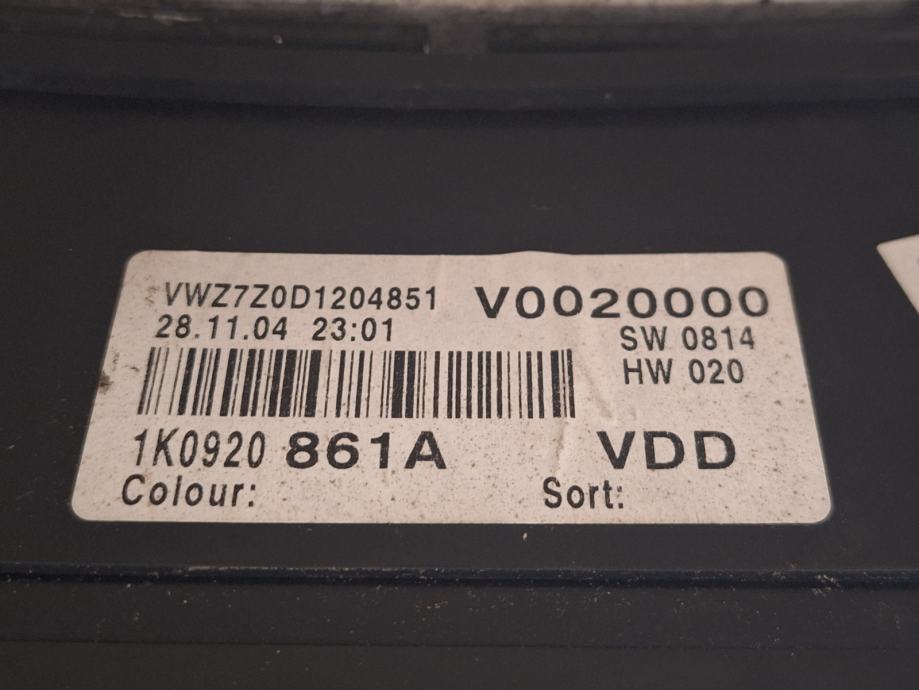 VWZ7Z0D1204851 V0020000
28.11.04 23:01 SW 0814
HW 020
1K0920 861A VDD
Colour: Sort: